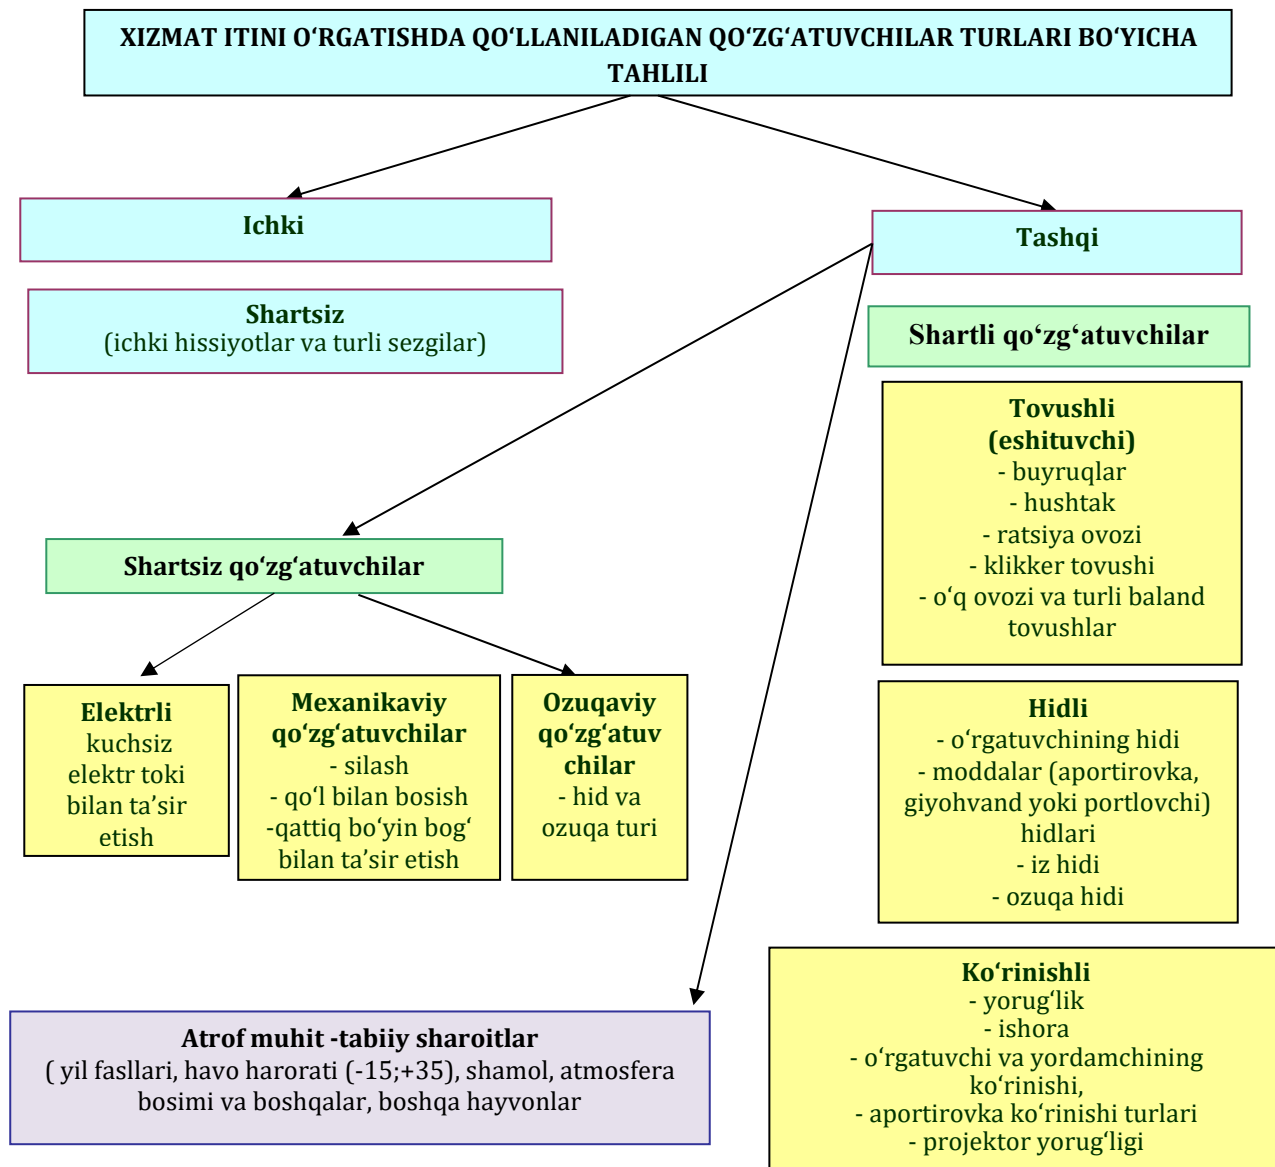 XIZMAT ITINI O‘RGATISHDA QO‘LLANILADIGAN QO‘ZG‘ATUVCHILAR TURLARI BO‘YICHA
TAHLILI
Ichki
Tashqi
Shartsiz
(ichki hissiyotlar va turli sezgilar)
Shartli qo‘zg‘atuvchilar
Tovushli
(eshituvchi)
- buyruqlar
- hushtak
- ratsiya ovozi
- klikker tovushi
- o‘q ovozi va turli baland
tovushlar
Shartsiz qo‘zg‘atuvchilar
Elektrli
kuchsiz
elektr toki
bilan ta’sir
etish
Mexanikaviy
qo‘zg‘atuvchilar
- silash
- qo‘l bilan bosish
-qattiq bo‘yin bog‘
bilan ta’sir etish
Ozuqaviy
qo‘zg‘atuv
chilar
- hid va
ozuqa turi
Hidli
- o‘rgatuvchining hidi
- moddalar (aportirovka,
giyohvand yoki portlovchi)
hidlari
- iz hidi
- ozuqa hidi
Atrof muhit -tabiiy sharoitlar
( yil fasllari, havo harorati (-15;+35), shamol, atmosfera
bosimi va boshqalar, boshqa hayvonlar
Ko‘rinishli
- yorug‘lik
- ishora
- o‘rgatuvchi va yordamchining
ko‘rinishi,
- aportirovka ko‘rinishi turlari
- projektor yorug‘ligi